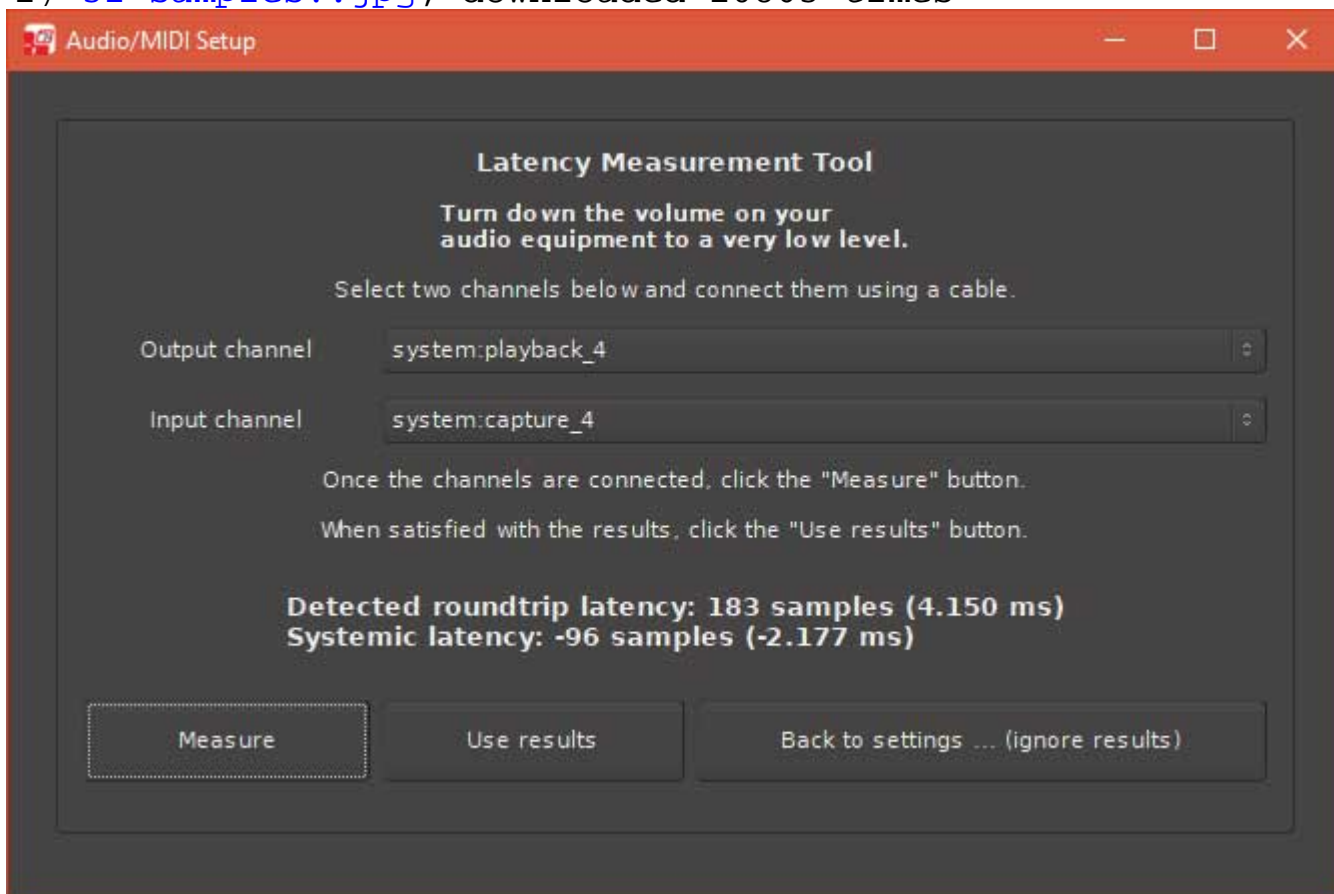 Audio/MIDI Setup
Latency Measurement Tool
Turn down the volume on your
audio equipment to a very low level.
Select two channels below and connect them using a cable.
Output channel system:playback_4
Input channel system:capture_4
Once the channels are connected, click the "Measure" button.
When satisfied with the results, click the "Use results" button.
Detected roundtrip latency: 183 samples (4.150 ms)
Systemic latency: -96 samples (-2.177 ms)
Measure Use results Back to settings ... (ignore results)